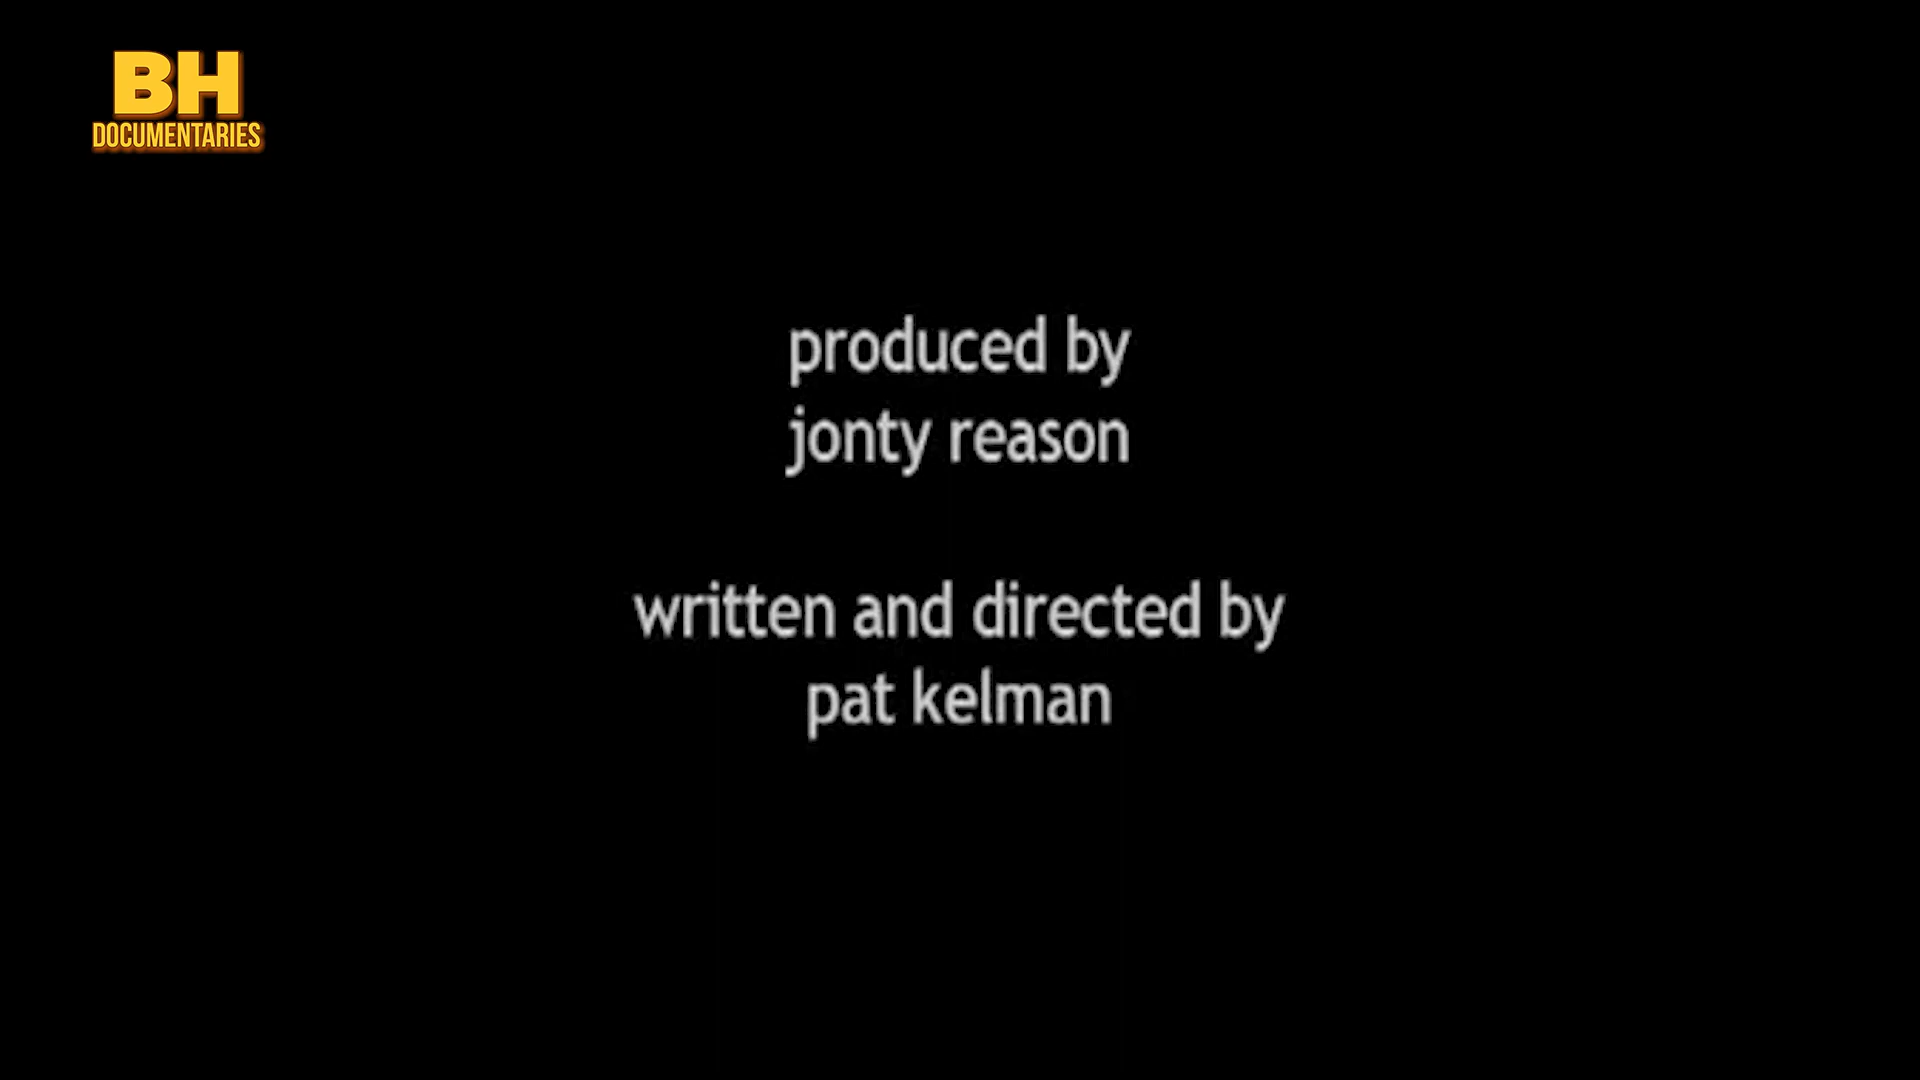 BH
DOCUMENTARIES
produced by
jonty reason
written and directed by
pat kelman